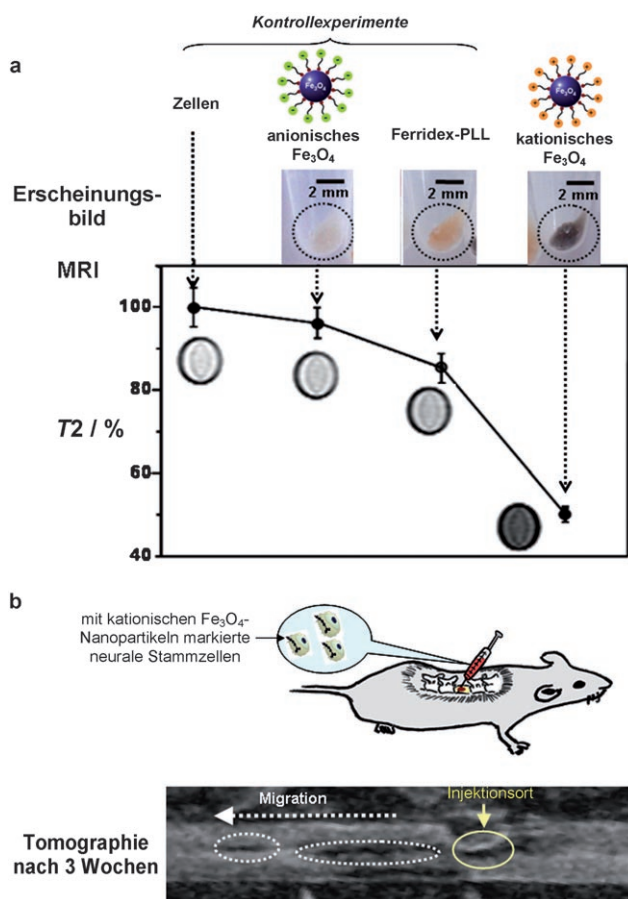 Kontrollexperimente
a
Zellen
anionisches
Fe₃O₄
Ferridex-PLL
kationisches
Fe₃O₄
Fe₃O₄
Fe₃O₄
Erscheinungs-
bild
2 mm
2 mm
2 mm
MRI
100
80
60
40
T2 / %
b
mit kationischen Fe₃O₄-
Nanopartikeln markierte
neurale Stammzellen
Migration
Injektionsort
Tomographie
nach 3 Wochen